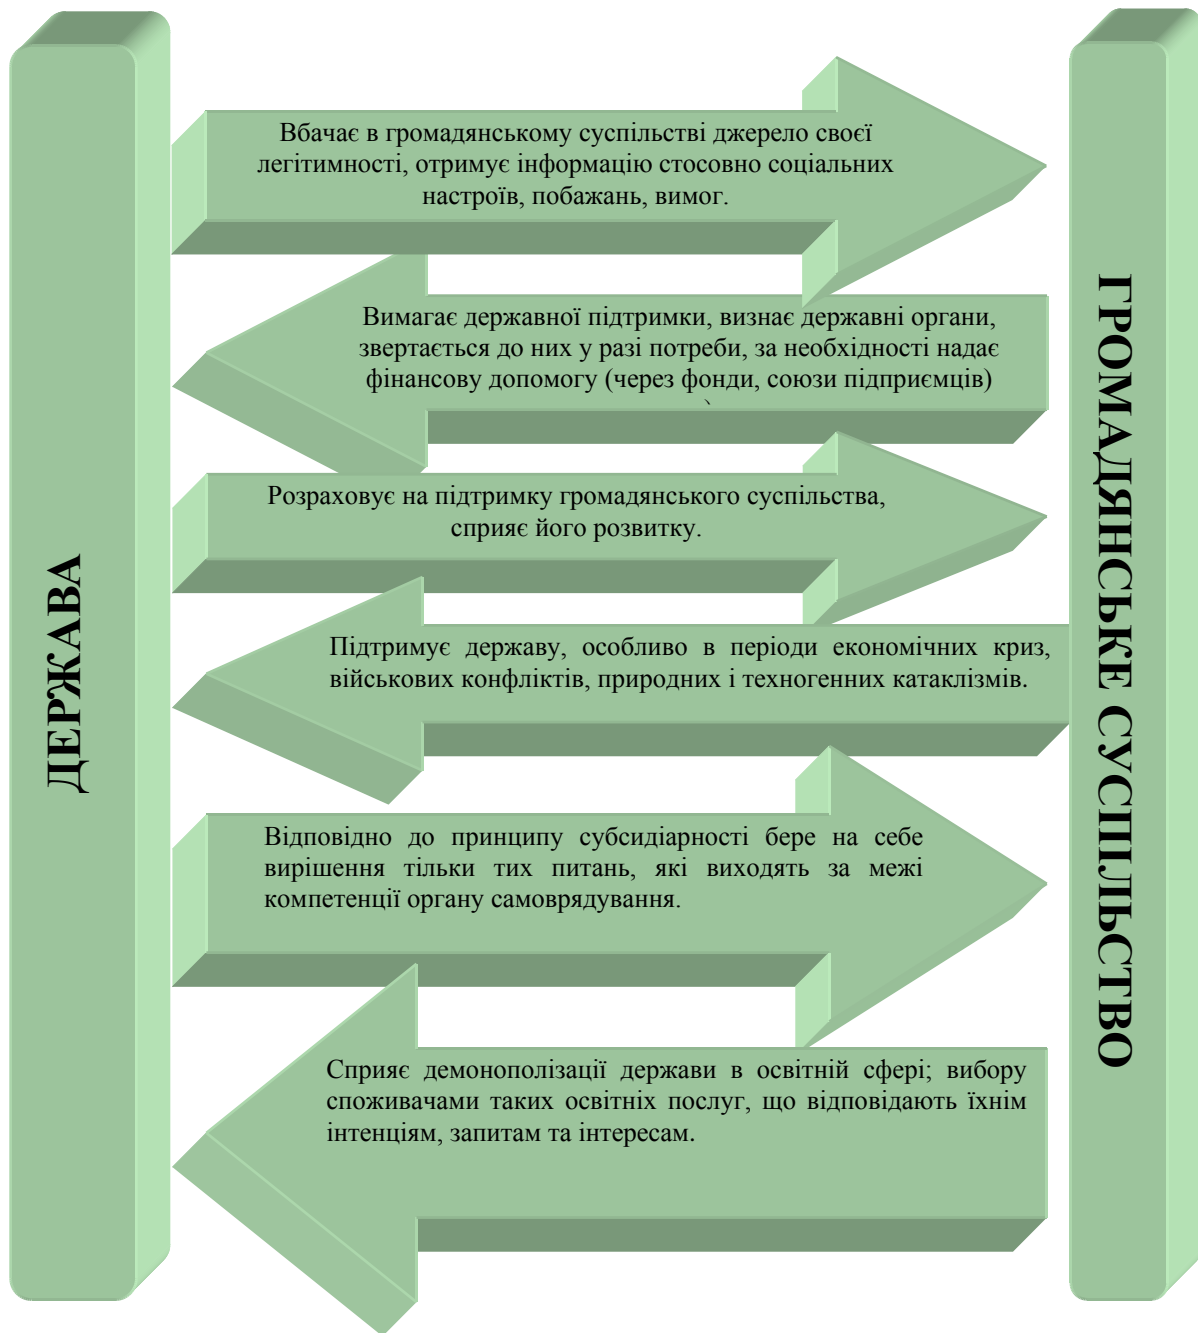 ДЕРЖАВА
Вбачає в громадянському суспільстві джерело своєї
легітимності, отримує інформацію стосовно соціальних
настроїв, побажань, вимог.
Вимагає державної підтримки, визнає державні органи,
звертається до них у разі потреби, за необхідності надає
фінансову допомогу (через фонди, союзи підприємців)
Розраховує на підтримку громадянського суспільства,
сприяє його розвитку.
Підтримує державу, особливо в періоди економічних криз,
військових конфліктів, природних і техногенних катаклізмів.
Відповідно до принципу субсидіарності бере на себе
вирішення тільки тих питань, які виходять за межі
компетенції органу самоврядування.
Сприяє демонополізації держави в освітній сфері; вибору
споживачами таких освітніх послуг, що відповідають їхнім
інтенціям, запитам та інтересам.
ГРОМАДЯНСЬКЕ СУСПІЛЬСТВО